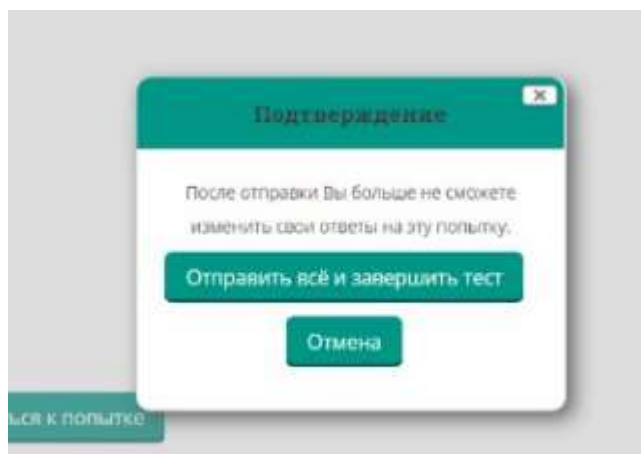 Подтверждение
После отправки Вы больше не сможете
изменить свои ответы на эту попытку.
Отправить всё и завершить тест
Отмена
ься к попытке